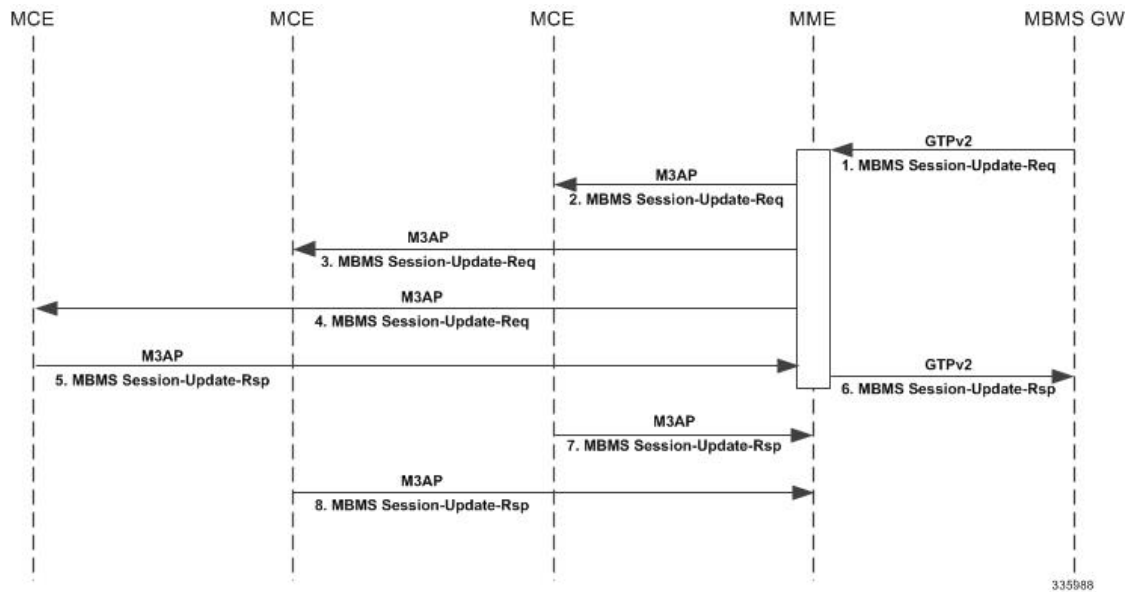 MCE MCE MCE MME MBMS GW
GTPv2
1. MBMS Session-Update-Req
M3AP
2. MBMS Session-Update-Req
M3AP
3. MBMS Session-Update-Req
M3AP
4. MBMS Session-Update-Req
M3AP
5. MBMS Session-Update-Rsp
GTPv2
6. MBMS Session-Update-Rsp
M3AP
7. MBMS Session-Update-Rsp
M3AP
8. MBMS Session-Update-Rsp
335988